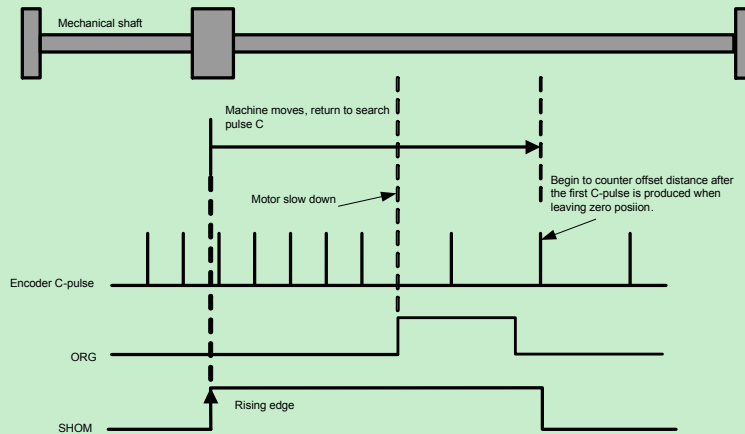 Mechanical shaft
Machine moves, return to search
pulse C
Motor slow down
Begin to counter offset distance after
the first C-pulse is produced when
leaving zero posiion.
Encoder C-pulse
ORG
Rising edge
SHOM